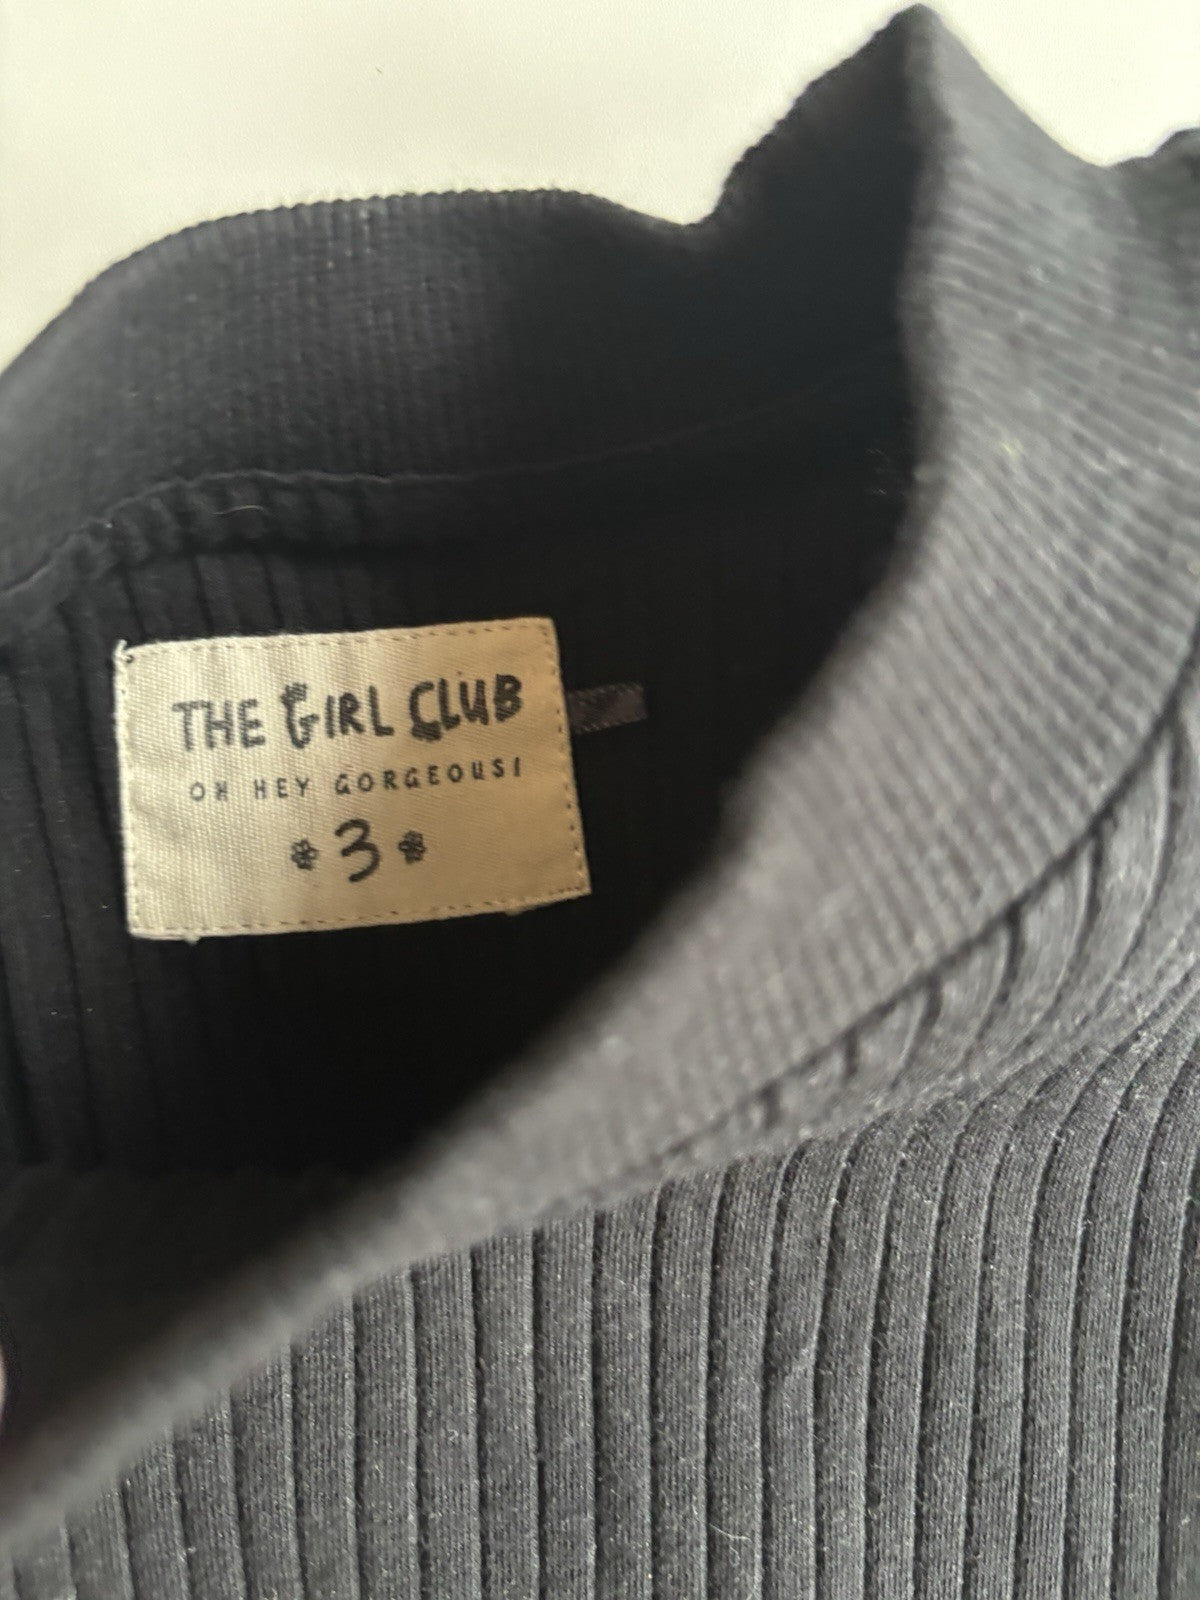 THE GIRL CLUB
OH HEY GORGEOUS!
3